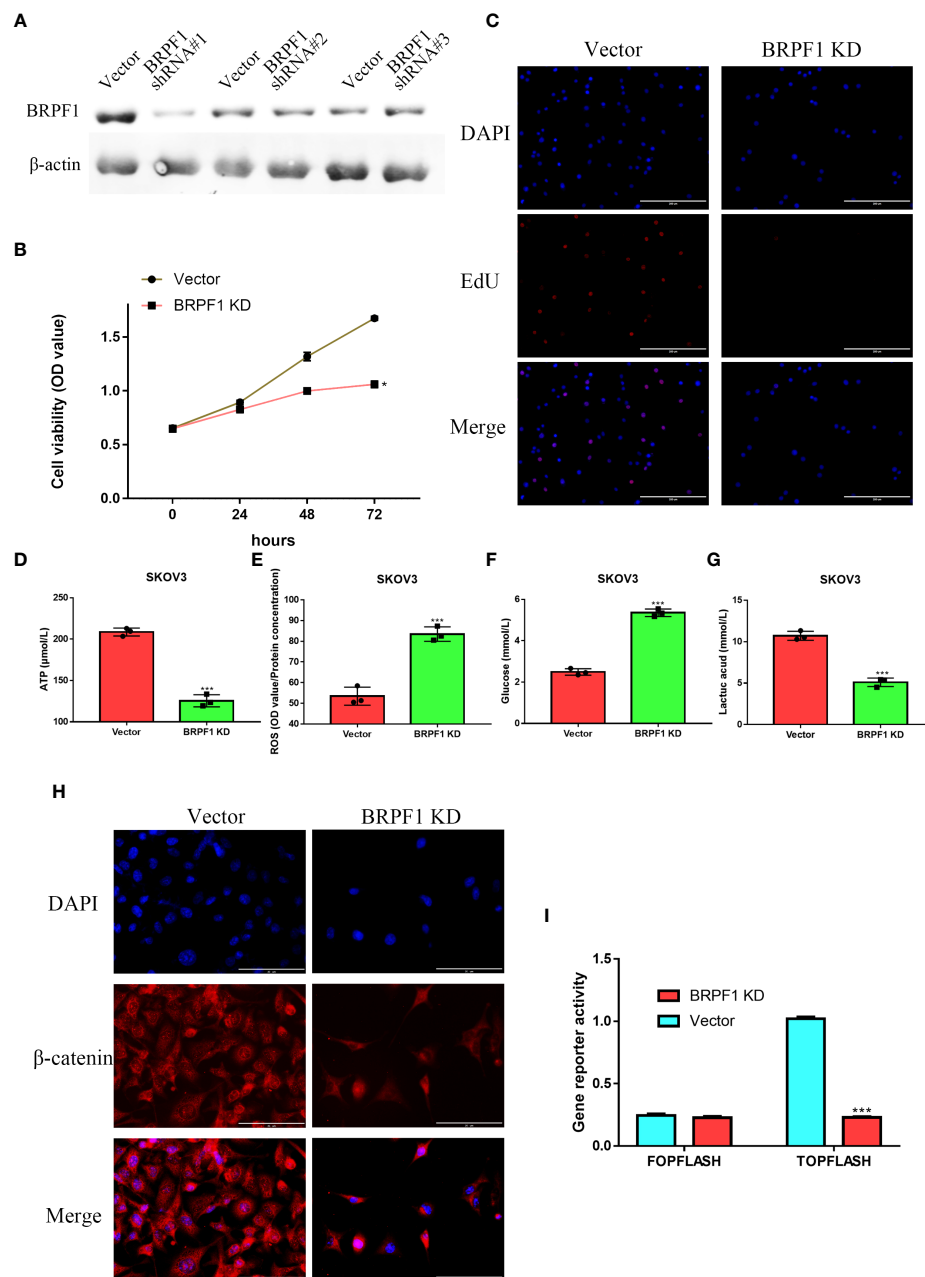 A
Vector
BRPF1
shRNA#1
Vector
BRPF1
shRNA#2
Vector
BRPF1
shRNA#3
BRPF1
β-actin
B
Vector
BRPF1 KD
Cell viability (OD value)
1.5
1.0
0.5
0.0
0 24 48 72
*
hours
C
Vector BRPF1 KD
DAPI
EdU
Merge
D
SKOV3
ATP (μmol/L)
250
200
150
100
***
Vector BRPF1 KD
E
SKOV3
ROS (OD value/Protein concentration)
100
90
80
70
60
50
40
***
Vector BRPF1 KD
F
SKOV3
Glucose (mmol/L)
6
4
2
0
***
Vector BRPF1 KD
G
SKOV3
Lactuc acud (mmol/L)
15
10
5
0
***
Vector BRPF1 KD
H
Vector BRPF1 KD
DAPI
β-catenin
Merge
I
Gene reporter activity
1.5
1.0
0.5
0.0
BRPF1 KD
Vector
***
FOPFLASH TOPFLASH